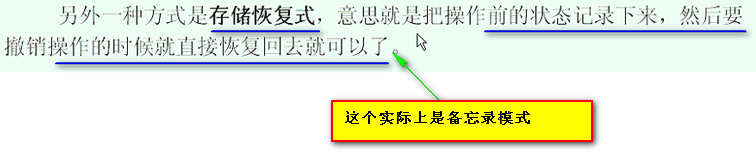 另外一种方式是存储恢复式，意思就是把操作前的状态记录下来，然后要
撤销操作的时候就直接恢复回去就可以了。
这个实际上是备忘录模式